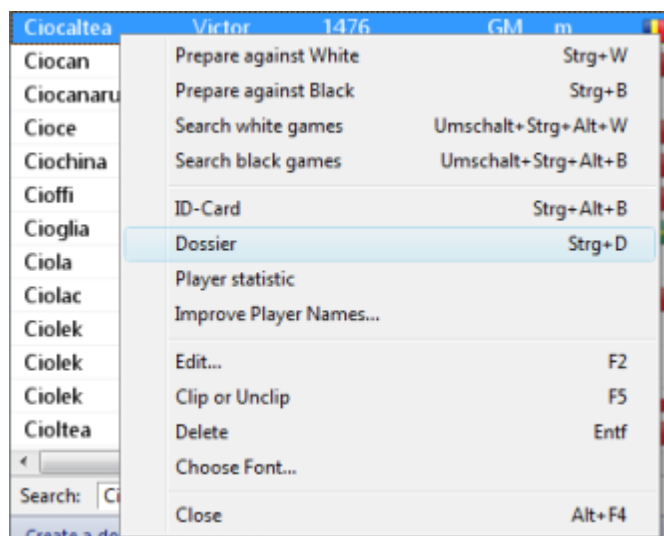 Ciocaltea Victor 1476 GM m
Ciocan
Prepare against White Strg+W
Ciocanaru
Prepare against Black Strg+B
Cioce
Search white games Umschalt+Strg+Alt+W
Ciochina
Search black games Umschalt+Strg+Alt+B
Cioffi
ID-Card Strg+Alt+B
Cioglia
Dossier Strg+D
Ciola
Player statistic
Ciolac
Improve Player Names...
Ciolek
Ciolek
Edit... F2
Ciolek
Clip or Unclip F5
Cioltea
Delete Entf
Choose Font...
Search: Ci
Close Alt+F4
Create a do